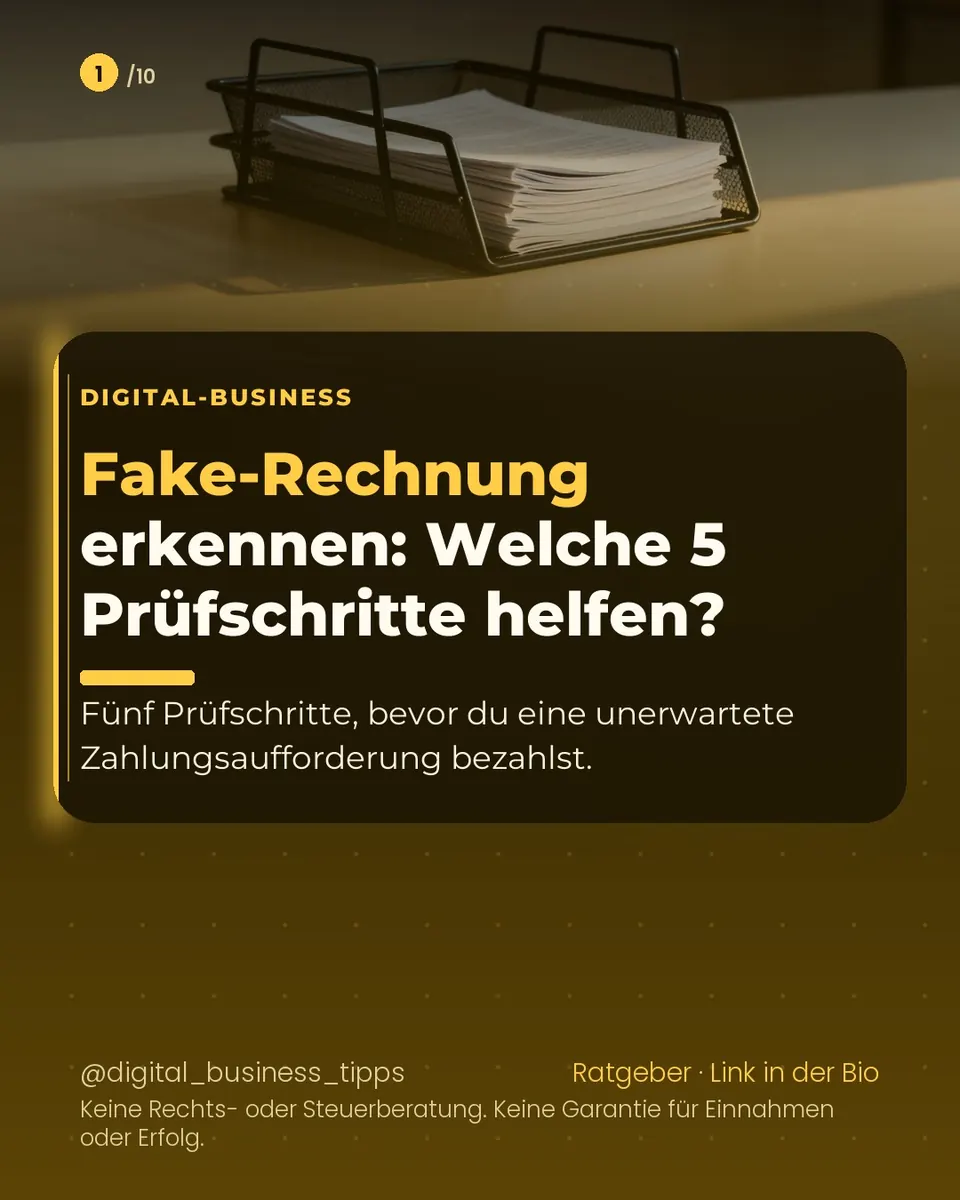 1 /10
DIGITAL-BUSINESS
Fake-Rechnung
erkennen: Welche 5
Prüfschritte helfen?
Fünf Prüfschritte, bevor du eine unerwartete
Zahlungsaufforderung bezahlst.
@digital_business_tipps
Ratgeber · Link in der Bio
Keine Rechts- oder Steuerberatung. Keine Garantie für Einnahmen
oder Erfolg.